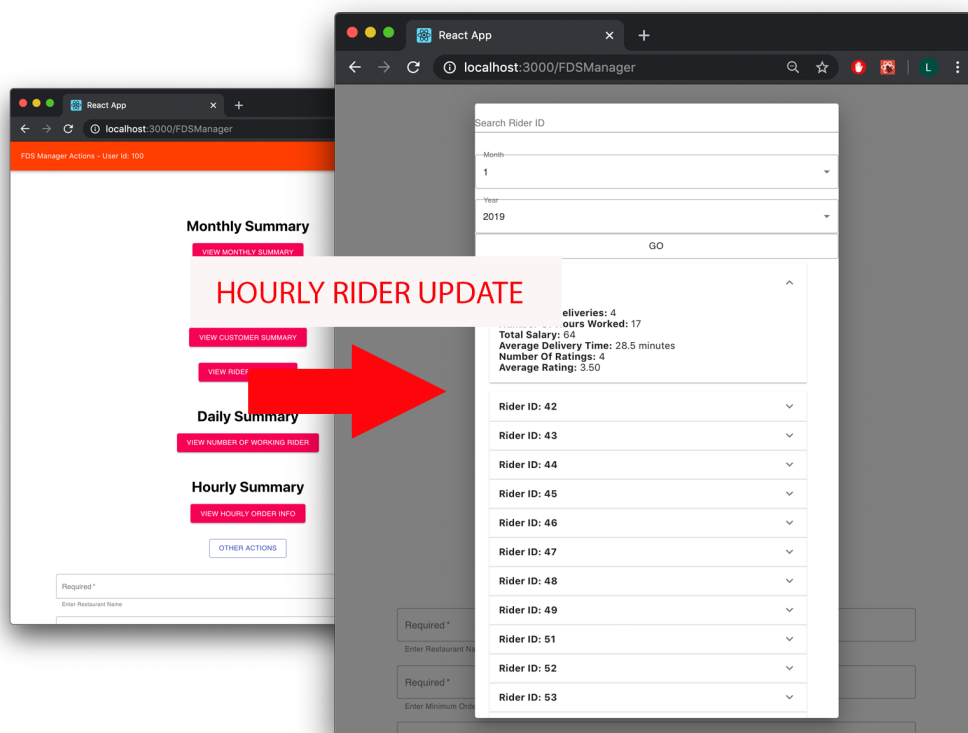 React App
localhost:3000/FDSManager
FDS Manager Actions - User Id: 100
Monthly Summary
VIEW MONTHLY SUMMARY
VIEW CUSTOMER SUMMARY
VIEW RIDER
Daily Summary
VIEW NUMBER OF WORKING RIDER
Hourly Summary
VIEW HOURLY ORDER INFO
OTHER ACTIONS
Required *
Enter Restaurant Name
HOURLY RIDER UPDATE
React App
localhost:3000/FDSManager
L
Search Rider ID
Month
1
Year
2019
GO
Deliveries: 4
Number Of Hours Worked: 17
Total Salary: 64
Average Delivery Time: 28.5 minutes
Number Of Ratings: 4
Average Rating: 3.50
Rider ID: 42
Rider ID: 43
Rider ID: 44
Rider ID: 45
Rider ID: 46
Rider ID: 47
Rider ID: 48
Rider ID: 49
Rider ID: 51
Rider ID: 52
Rider ID: 53
Required *
Enter Restaurant Na
Required *
Enter Minimum Orde